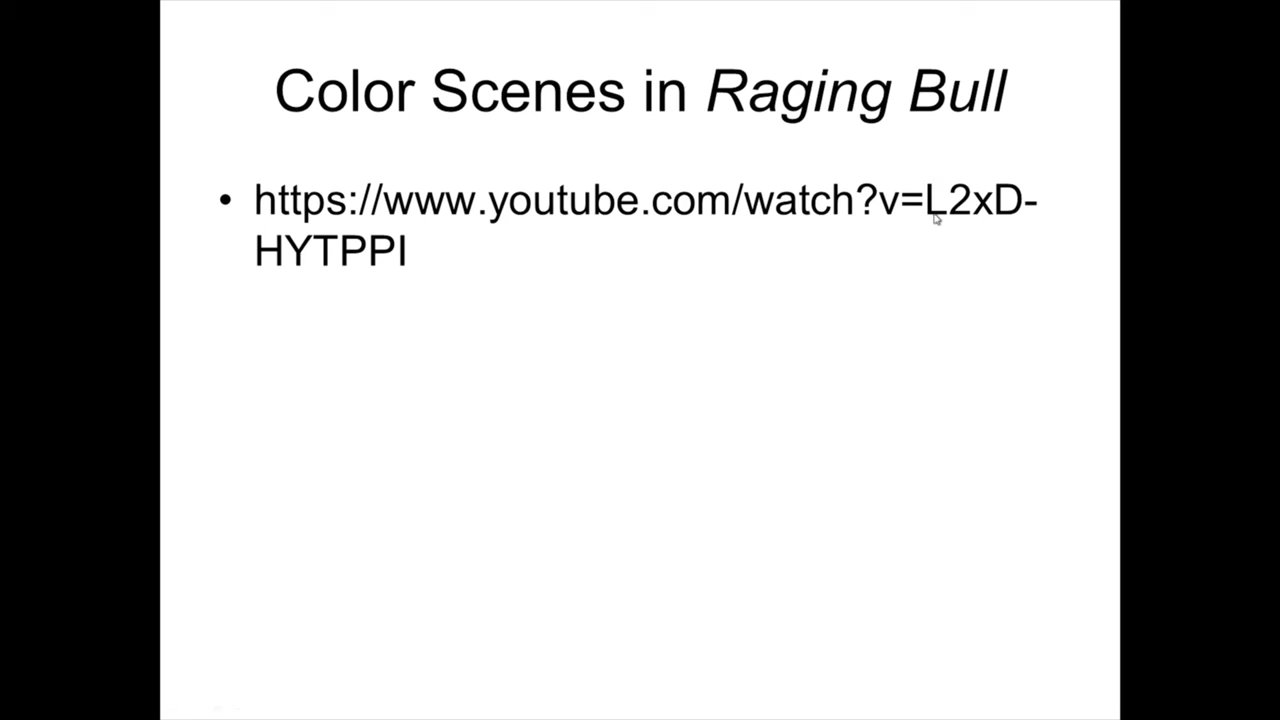 Color Scenes in Raging Bull
• https://www.youtube.com/watch?v=L2xD-
HYTPPI